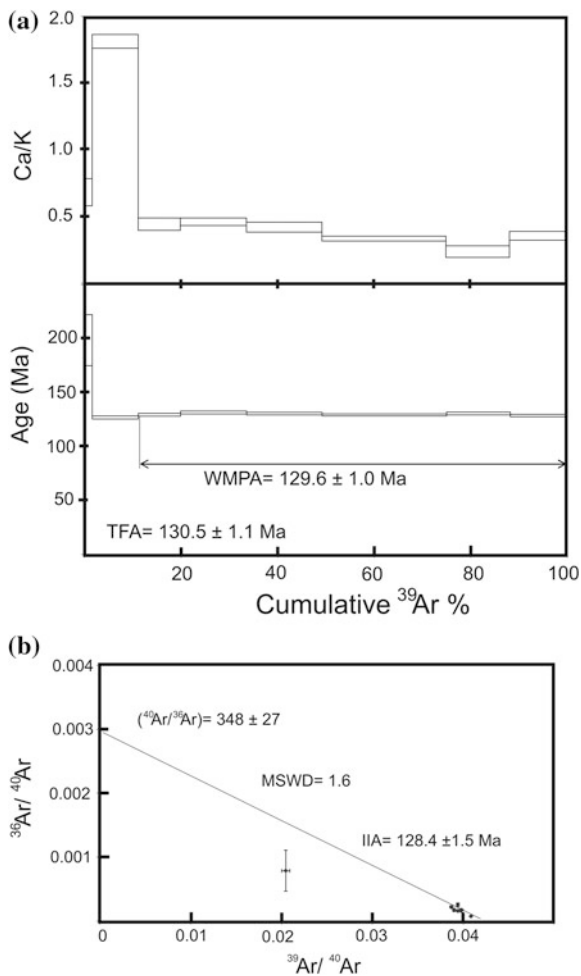 (a)
2.0
1.5
1.0
0.5
Ca/K
200
150
100
50
Age (Ma)
WMPA= 129.6 ± 1.0 Ma
TFA= 130.5 ± 1.1 Ma
20 40 60 80 100
Cumulative ³⁹Ar %
(b)
0.004
0.003
0.002
0.001
³⁶Ar/ ⁴⁰Ar
(⁴⁰Ar/³⁶Ar)= 348 ± 27
MSWD= 1.6
IIA= 128.4 ±1.5 Ma
0 0.01 0.02 0.03 0.04
³⁹Ar/ ⁴⁰Ar